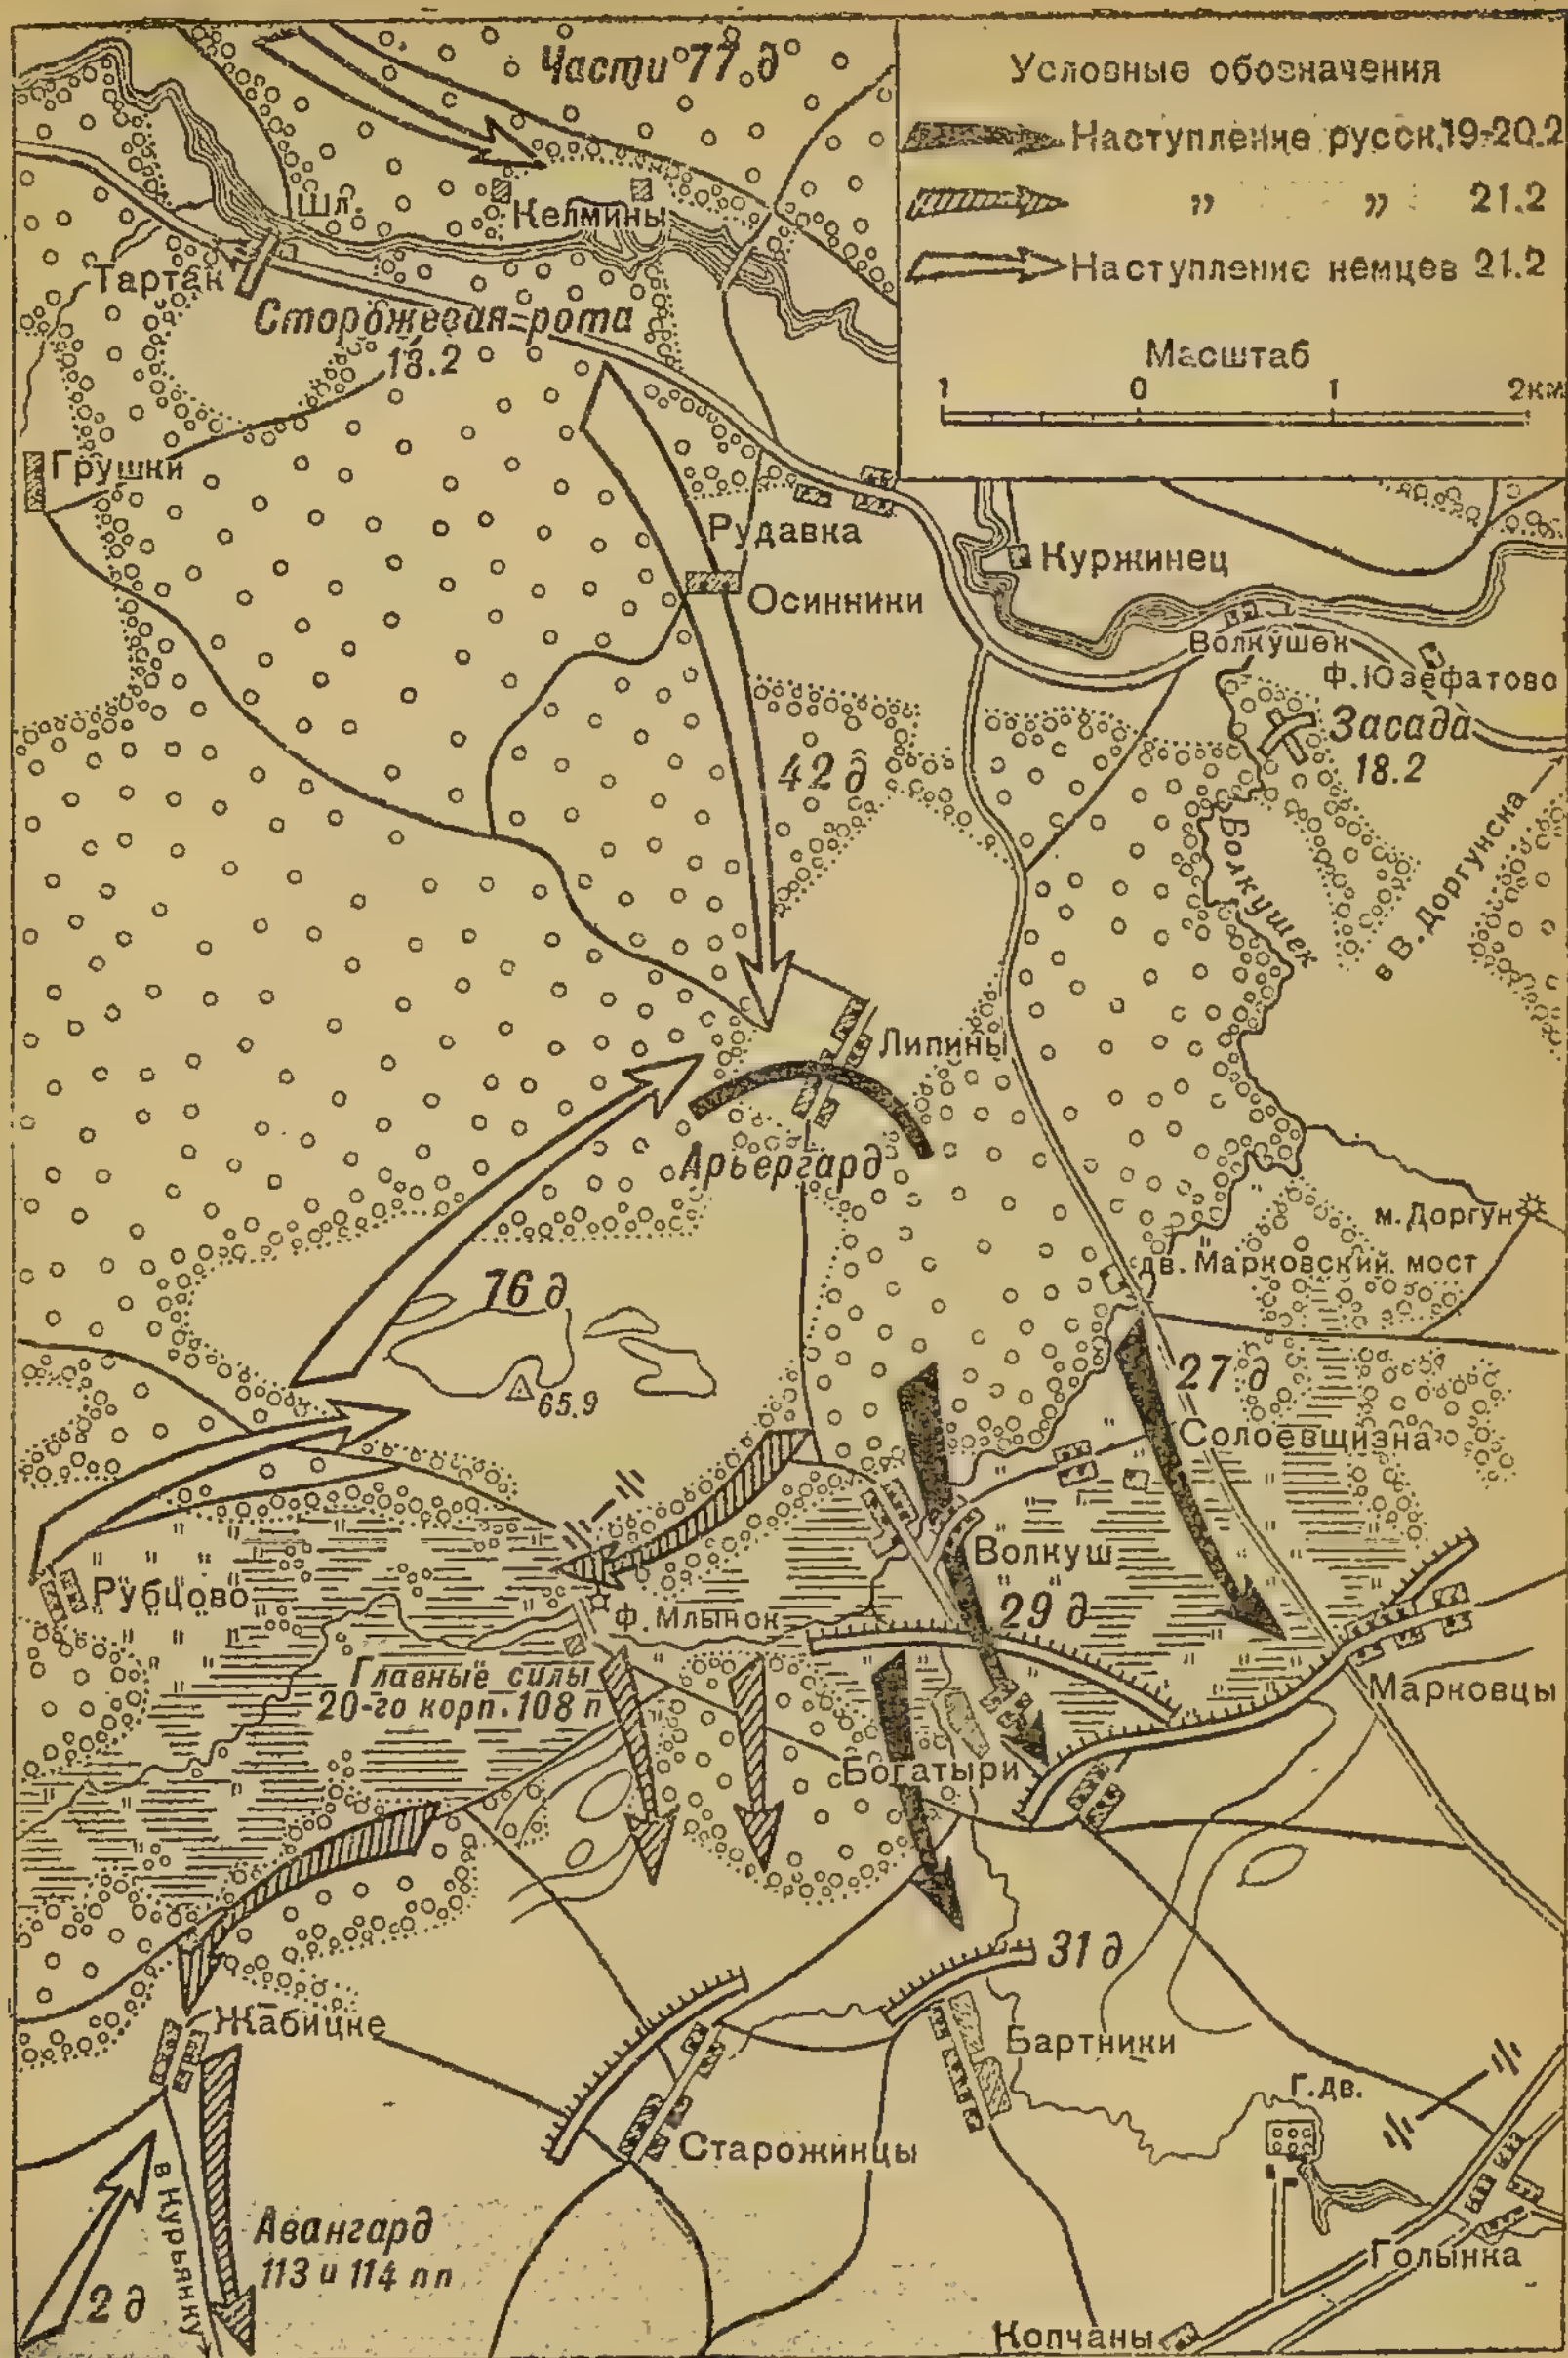 Части 77 д
Условные обозначения
Наступление русск. 19-20.2
" " 21.2
Наступление немцев 21.2
Масштаб
1 0 1 2км
Шл.
Келмины
Тартак
Сторожевая рота
18.2
Грушки
Рудавка
Осинники
Куржинец
Волкушек
ф. Юзефатово
Засада
18.2
42 д
Волкушек
в В. Доргунска
Липины
Арьергард
м. Доргун
дв. Марковский мост
76 д
65.9
27 д
Солоевщизна
Рубцово
Волкуш
29 д
ф. Млынок
Главные силы
20-го корп. 108 п
Марковцы
Богатыри
31 д
Жабицке
Бартники
Г. дв.
Старожинцы
в Курьянку
Авангард
113 и 114 пп
2 д
Голынка
Копчаны